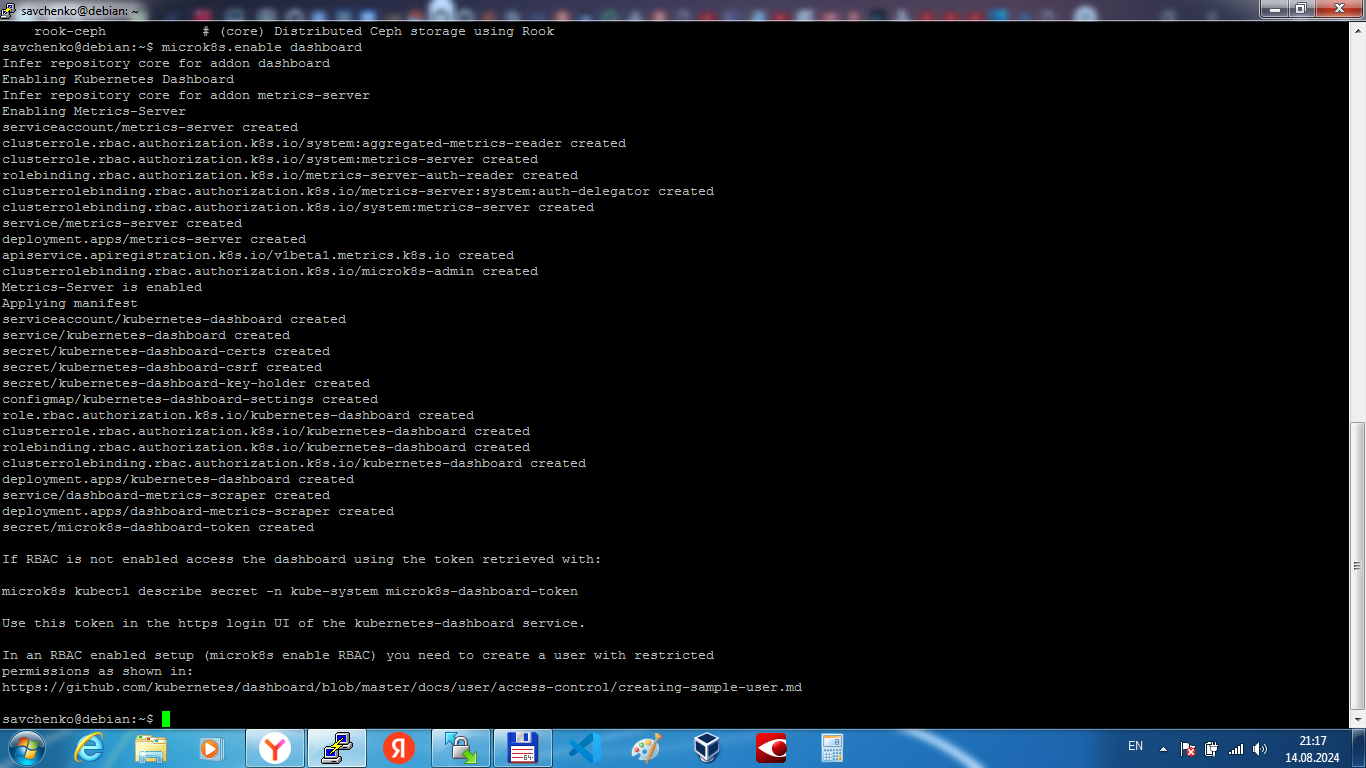 savchenko@debian: ~
rook-ceph # (core) Distributed Ceph storage using Rook
savchenko@debian:~$ microk8s.enable dashboard
Infer repository core for addon dashboard
Enabling Kubernetes Dashboard
Infer repository core for addon metrics-server
Enabling Metrics-Server
serviceaccount/metrics-server created
clusterrole.rbac.authorization.k8s.io/system:aggregated-metrics-reader created
clusterrole.rbac.authorization.k8s.io/system:metrics-server created
rolebinding.rbac.authorization.k8s.io/metrics-server-auth-reader created
clusterrolebinding.rbac.authorization.k8s.io/metrics-server:system:auth-delegator created
clusterrolebinding.rbac.authorization.k8s.io/system:metrics-server created
service/metrics-server created
deployment.apps/metrics-server created
apiservice.apiregistration.k8s.io/v1beta1.metrics.k8s.io created
clusterrolebinding.rbac.authorization.k8s.io/microk8s-admin created
Metrics-Server is enabled
Applying manifest
serviceaccount/kubernetes-dashboard created
service/kubernetes-dashboard created
secret/kubernetes-dashboard-certs created
secret/kubernetes-dashboard-csrf created
secret/kubernetes-dashboard-key-holder created
configmap/kubernetes-dashboard-settings created
role.rbac.authorization.k8s.io/kubernetes-dashboard created
clusterrole.rbac.authorization.k8s.io/kubernetes-dashboard created
rolebinding.rbac.authorization.k8s.io/kubernetes-dashboard created
clusterrolebinding.rbac.authorization.k8s.io/kubernetes-dashboard created
deployment.apps/kubernetes-dashboard created
service/dashboard-metrics-scraper created
deployment.apps/dashboard-metrics-scraper created
secret/microk8s-dashboard-token created
If RBAC is not enabled access the dashboard using the token retrieved with:
microk8s kubectl describe secret -n kube-system microk8s-dashboard-token
Use this token in the https login UI of the kubernetes-dashboard service.
In an RBAC enabled setup (microk8s enable RBAC) you need to create a user with restricted
permissions as shown in:
https://github.com/kubernetes/dashboard/blob/master/docs/user/access-control/creating-sample-user.md
savchenko@debian:~$
Y
Я
64
EN
21:17
14.08.2024